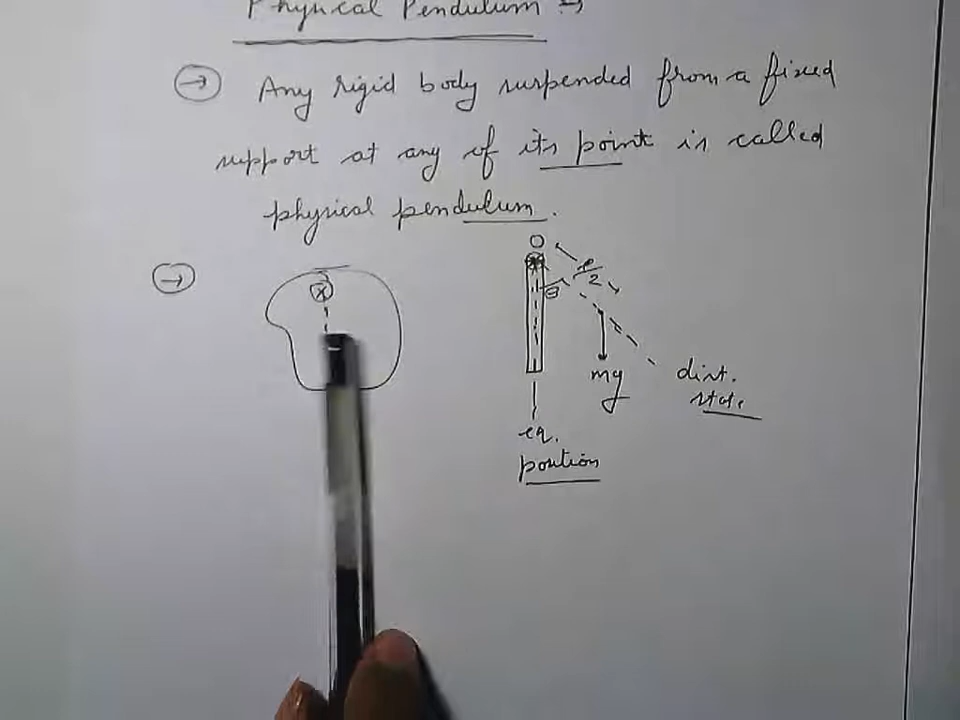 Physical Pendulum →
→ Any rigid body suspended from a fixed
support at any of its point is called
physical pendulum.
→
O
ℓ/2
θ
mg
dist.
stat.
eq.
position